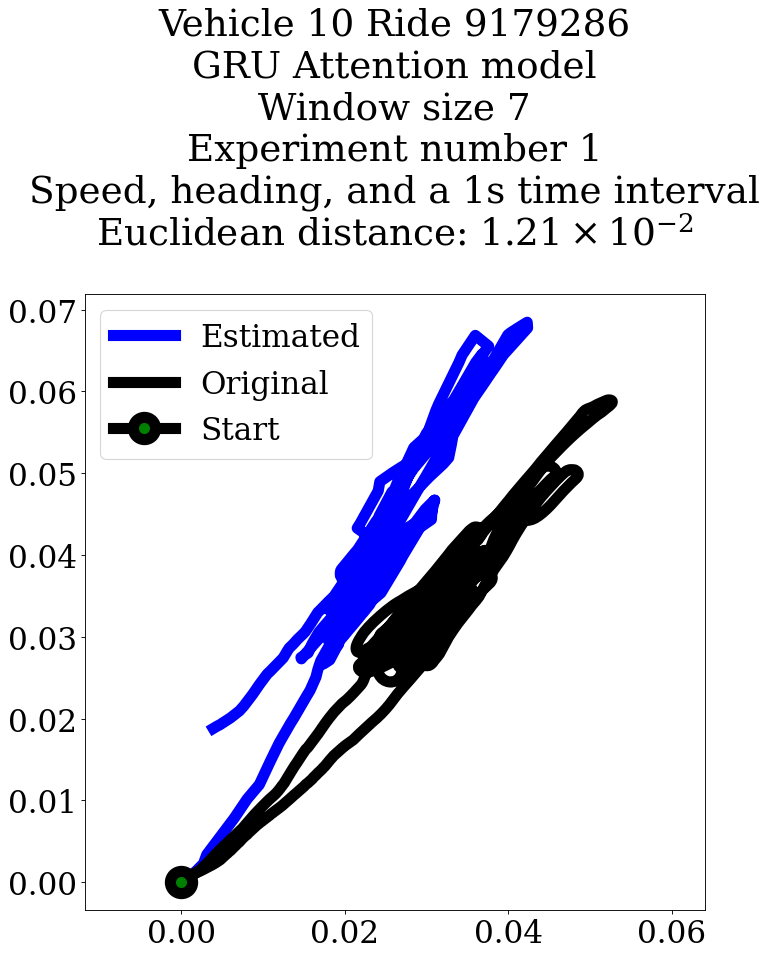 Vehicle 10 Ride 9179286
GRU Attention model
Window size 7
Experiment number 1
Speed, heading, and a 1s time interval
Euclidean distance: 1.21 × 10⁻²
Estimated
Original
Start
0.07
0.06
0.05
0.04
0.03
0.02
0.01
0.00
0.00 0.02 0.04 0.06